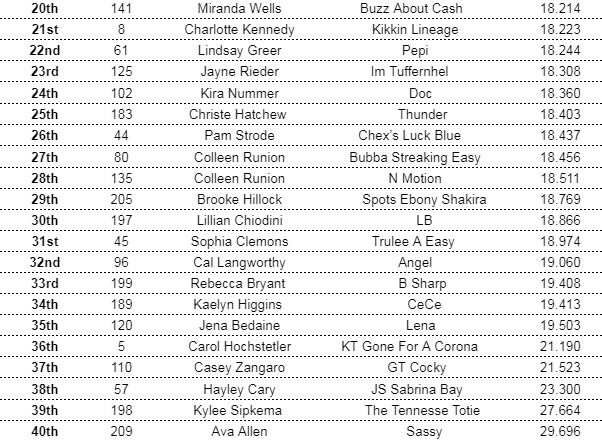 20th 141 Miranda Wells Buzz About Cash 18.214
21st 8 Charlotte Kennedy Kikkin Lineage 18.223
22nd 61 Lindsay Greer Pepi 18.244
23rd 125 Jayne Rieder Im Tuffernhel 18.308
24th 102 Kira Nummer Doc 18.360
25th 183 Christe Hatchew Thunder 18.403
26th 44 Pam Strode Chex's Luck Blue 18.437
27th 80 Colleen Runion Bubba Streaking Easy 18.456
28th 135 Colleen Runion N Motion 18.511
29th 205 Brooke Hillock Spots Ebony Shakira 18.769
30th 197 Lillian Chiodini LB 18.866
31st 45 Sophia Clemons Trulee A Easy 18.974
32nd 96 Cal Langworthy Angel 19.060
33rd 199 Rebecca Bryant B Sharp 19.408
34th 189 Kaelyn Higgins CeCe 19.413
35th 120 Jena Bedaine Lena 19.503
36th 5 Carol Hochstetler KT Gone For A Corona 21.190
37th 110 Casey Zangaro GT Cocky 21.523
38th 57 Hayley Cary JS Sabrina Bay 23.300
39th 198 Kylee Sipkema The Tennesse Totie 27.664
40th 209 Ava Allen Sassy 29.696